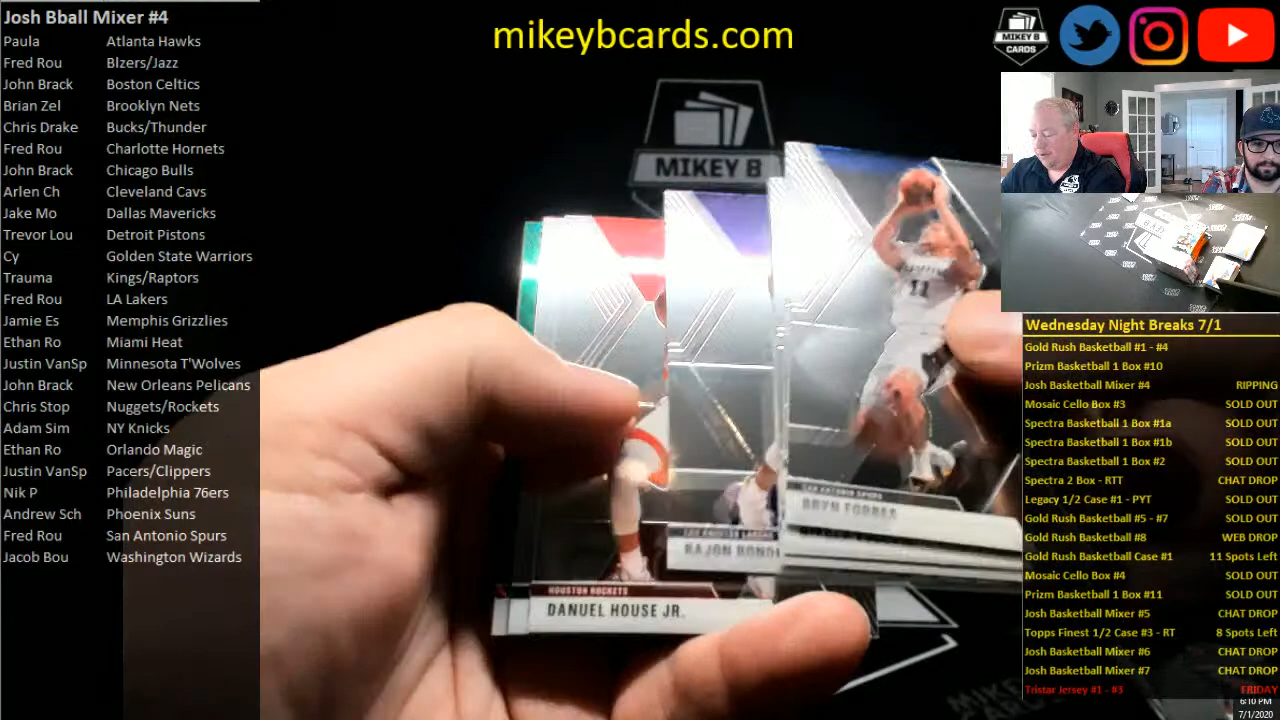 Josh Bball Mixer #4
Paula Atlanta Hawks
Fred Rou Blzers/Jazz
John Brack Boston Celtics
Brian Zel Brooklyn Nets
Chris Drake Bucks/Thunder
Fred Rou Charlotte Hornets
John Brack Chicago Bulls
Arlen Ch Cleveland Cavs
Jake Mo Dallas Mavericks
Trevor Lou Detroit Pistons
Cy Golden State Warriors
Trauma Kings/Raptors
Fred Rou LA Lakers
Jamie Es Memphis Grizzlies
Ethan Ro Miami Heat
Justin VanSp Minnesota T'Wolves
John Brack New Orleans Pelicans
Chris Stop Nuggets/Rockets
Adam Sim NY Knicks
Ethan Ro Orlando Magic
Justin VanSp Pacers/Clippers
Nik P Philadelphia 76ers
Andrew Sch Phoenix Suns
Fred Rou San Antonio Spurs
Jacob Bou Washington Wizards
mikeybcards.com
MIKEY B
CARDS
MIKEY B
11
SAN ANTONIO SPURS
BRYN FORBES
LOS ANGELES LAKERS
RAJON RONDO
HOUSTON ROCKETS
DANUEL HOUSE JR.
Wednesday Night Breaks 7/1
Gold Rush Basketball #1 - #4
Prizm Basketball 1 Box #10
Josh Basketball Mixer #4 RIPPING
Mosaic Cello Box #3 SOLD OUT
Spectra Basketball 1 Box #1a SOLD OUT
Spectra Basketball 1 Box #1b SOLD OUT
Spectra Basketball 1 Box #2 SOLD OUT
Spectra 2 Box - RTT CHAT DROP
Legacy 1/2 Case #1 - PYT SOLD OUT
Gold Rush Basketball #5 - #7 SOLD OUT
Gold Rush Basketball #8 WEB DROP
Gold Rush Basketball Case #1 11 Spots Left
Mosaic Cello Box #4 SOLD OUT
Prizm Basketball 1 Box #11 SOLD OUT
Josh Basketball Mixer #5 CHAT DROP
Topps Finest 1/2 Case #3 - RT 8 Spots Left
Josh Basketball Mixer #6 CHAT DROP
Josh Basketball Mixer #7 CHAT DROP
Tristar Jersey #1 - #3 FRIDAY
6:10 PM
7/1/2020